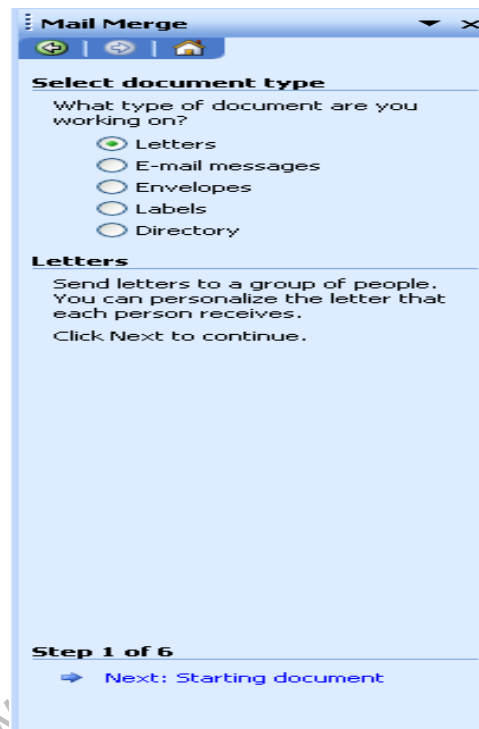 Mail Merge
Select document type
What type of document are you
working on?
Letters
E-mail messages
Envelopes
Labels
Directory
Letters
Send letters to a group of people.
You can personalize the letter that
each person receives.
Click Next to continue.
Step 1 of 6
Next: Starting document